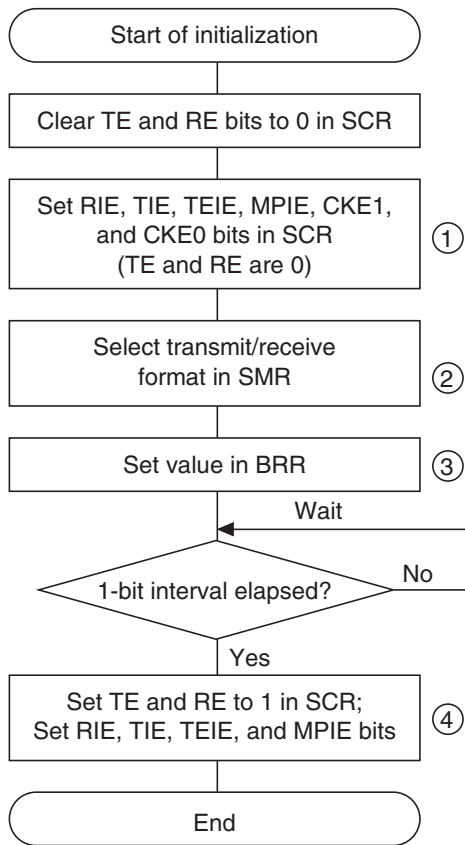 Start of initialization
Clear TE and RE bits to 0 in SCR
Set RIE, TIE, TEIE, MPIE, CKE1,
and CKE0 bits in SCR
(TE and RE are 0)
①
Select transmit/receive
format in SMR
②
Set value in BRR
③
Wait
1-bit interval elapsed?
No
Yes
Set TE and RE to 1 in SCR;
Set RIE, TIE, TEIE, and MPIE bits
④
End